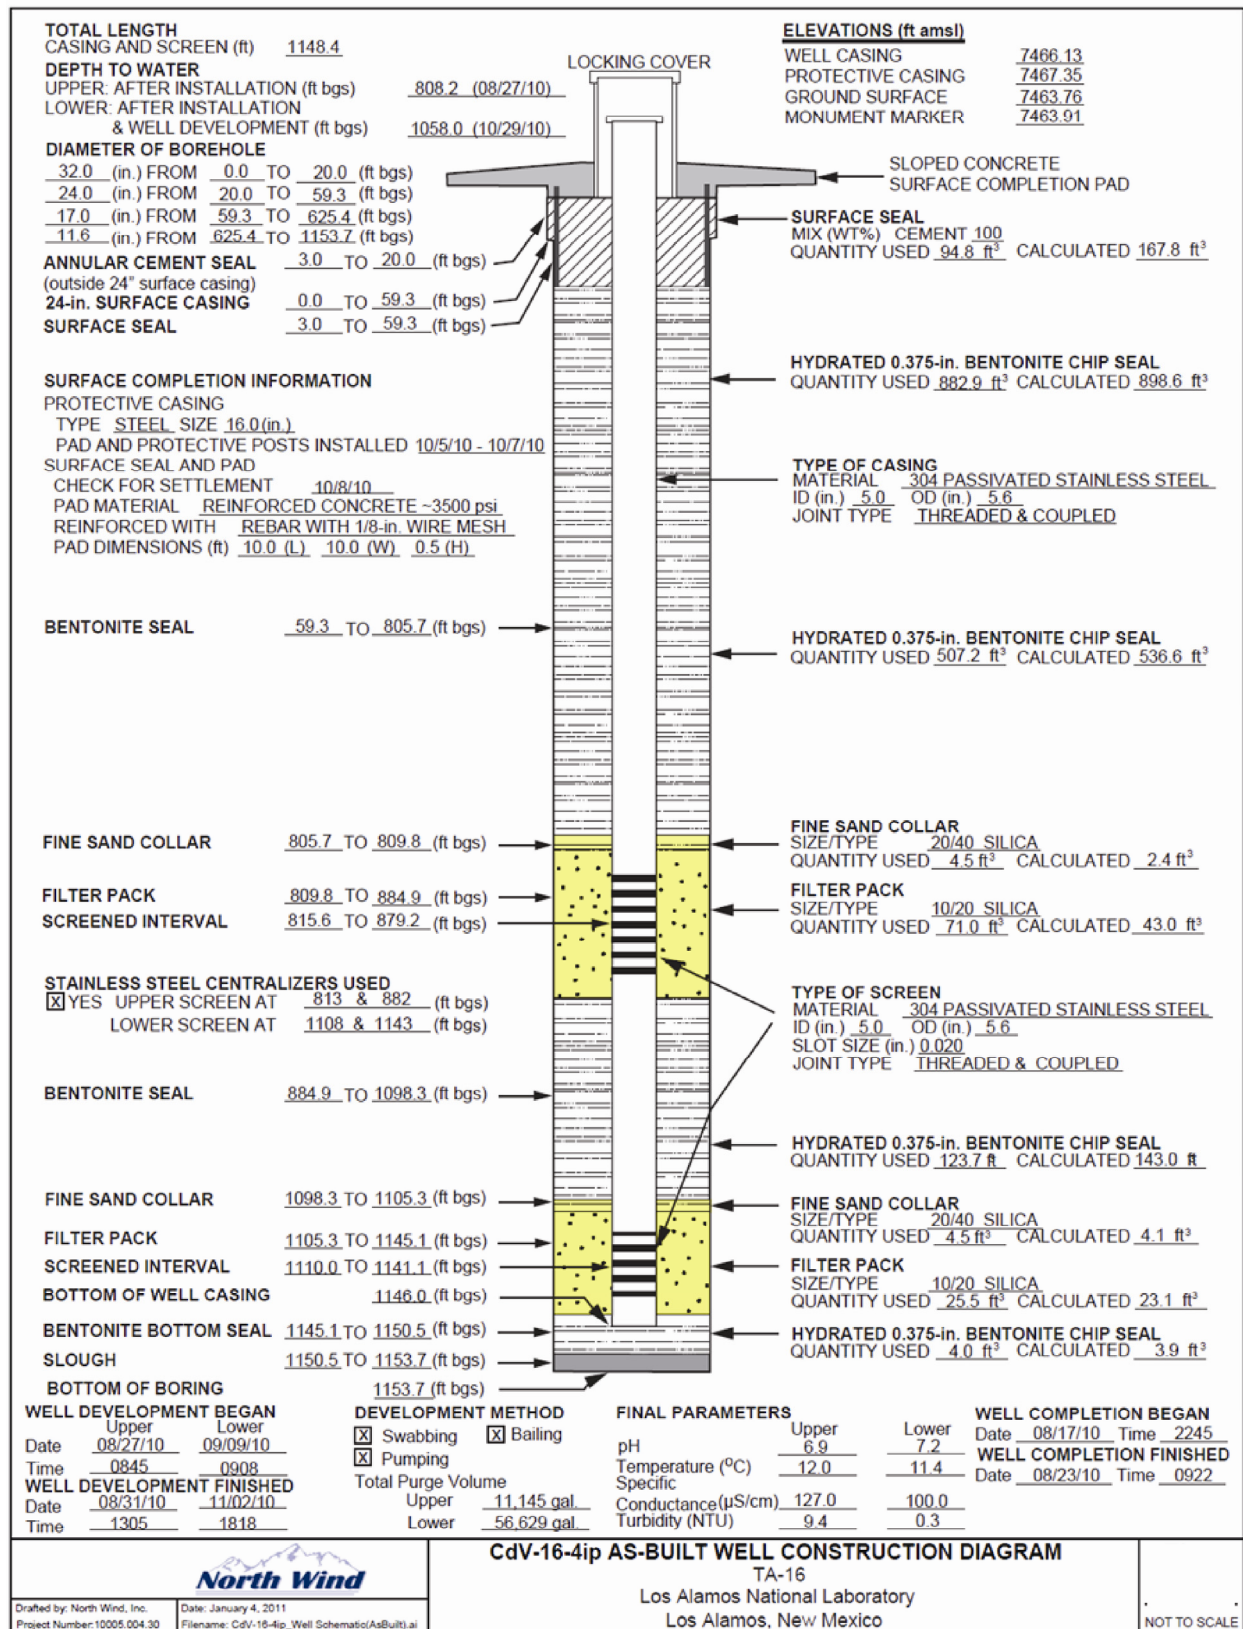 TOTAL LENGTH
CASING AND SCREEN (ft) 1148.4
DEPTH TO WATER
UPPER: AFTER INSTALLATION (ft bgs) 808.2 (08/27/10)
LOWER: AFTER INSTALLATION
& WELL DEVELOPMENT (ft bgs) 1058.0 (10/29/10)
DIAMETER OF BOREHOLE
32.0 (in.) FROM 0.0 TO 20.0 (ft bgs)
24.0 (in.) FROM 20.0 TO 59.3 (ft bgs)
17.0 (in.) FROM 59.3 TO 625.4 (ft bgs)
11.6 (in.) FROM 625.4 TO 1153.7 (ft bgs)
ANNULAR CEMENT SEAL 3.0 TO 20.0 (ft bgs)
(outside 24" surface casing)
24-in. SURFACE CASING 0.0 TO 59.3 (ft bgs)
SURFACE SEAL 3.0 TO 59.3 (ft bgs)
LOCKING COVER
ELEVATIONS (ft amsl)
WELL CASING 7466.13
PROTECTIVE CASING 7467.35
GROUND SURFACE 7463.76
MONUMENT MARKER 7463.91
SLOPED CONCRETE
SURFACE COMPLETION PAD
SURFACE SEAL
MIX (WT%) CEMENT 100
QUANTITY USED 94.8 ft³ CALCULATED 167.8 ft³
SURFACE COMPLETION INFORMATION
PROTECTIVE CASING
TYPE STEEL SIZE 16.0 (in.)
PAD AND PROTECTIVE POSTS INSTALLED 10/5/10 - 10/7/10
SURFACE SEAL AND PAD
CHECK FOR SETTLEMENT 10/8/10
PAD MATERIAL REINFORCED CONCRETE ~3500 psi
REINFORCED WITH REBAR WITH 1/8-in. WIRE MESH
PAD DIMENSIONS (ft) 10.0 (L) 10.0 (W) 0.5 (H)
HYDRATED 0.375-in. BENTONITE CHIP SEAL
QUANTITY USED 882.9 ft³ CALCULATED 898.6 ft³
TYPE OF CASING
MATERIAL 304 PASSIVATED STAINLESS STEEL
ID (in.) 5.0 OD (in.) 5.6
JOINT TYPE THREADED & COUPLED
BENTONITE SEAL 59.3 TO 805.7 (ft bgs)
HYDRATED 0.375-in. BENTONITE CHIP SEAL
QUANTITY USED 507.2 ft³ CALCULATED 536.6 ft³
FINE SAND COLLAR 805.7 TO 809.8 (ft bgs)
FILTER PACK 809.8 TO 884.9 (ft bgs)
SCREENED INTERVAL 815.6 TO 879.2 (ft bgs)
FINE SAND COLLAR
SIZE/TYPE 20/40 SILICA
QUANTITY USED 4.5 ft³ CALCULATED 2.4 ft³
FILTER PACK
SIZE/TYPE 10/20 SILICA
QUANTITY USED 71.0 ft³ CALCULATED 43.0 ft³
STAINLESS STEEL CENTRALIZERS USED
X YES UPPER SCREEN AT 813 & 882 (ft bgs)
LOWER SCREEN AT 1108 & 1143 (ft bgs)
TYPE OF SCREEN
MATERIAL 304 PASSIVATED STAINLESS STEEL
ID (in.) 5.0 OD (in.) 5.6
SLOT SIZE (in.) 0.020
JOINT TYPE THREADED & COUPLED
BENTONITE SEAL 884.9 TO 1098.3 (ft bgs)
HYDRATED 0.375-in. BENTONITE CHIP SEAL
QUANTITY USED 123.7 ft CALCULATED 143.0 ft
FINE SAND COLLAR 1098.3 TO 1105.3 (ft bgs)
FILTER PACK 1105.3 TO 1145.1 (ft bgs)
SCREENED INTERVAL 1110.0 TO 1141.1 (ft bgs)
BOTTOM OF WELL CASING 1146.0 (ft bgs)
BENTONITE BOTTOM SEAL 1145.1 TO 1150.5 (ft bgs)
SLOUGH 1150.5 TO 1153.7 (ft bgs)
BOTTOM OF BORING 1153.7 (ft bgs)
FINE SAND COLLAR
SIZE/TYPE 20/40 SILICA
QUANTITY USED 4.5 ft³ CALCULATED 4.1 ft³
FILTER PACK
SIZE/TYPE 10/20 SILICA
QUANTITY USED 25.5 ft³ CALCULATED 23.1 ft³
HYDRATED 0.375-in. BENTONITE CHIP SEAL
QUANTITY USED 4.0 ft³ CALCULATED 3.9 ft³
WELL DEVELOPMENT BEGAN
Upper Lower
Date 08/27/10 09/09/10
Time 0845 0908
WELL DEVELOPMENT FINISHED
Date 08/31/10 11/02/10
Time 1305 1818
DEVELOPMENT METHOD
X Swabbing X Bailing
X Pumping
Total Purge Volume
Upper 11,145 gal.
Lower 56,629 gal.
FINAL PARAMETERS
Upper Lower
pH 6.9 7.2
Temperature (°C) 12.0 11.4
Specific
Conductance (µS/cm) 127.0 100.0
Turbidity (NTU) 9.4 0.3
WELL COMPLETION BEGAN
Date 08/17/10 Time 2245
WELL COMPLETION FINISHED
Date 08/23/10 Time 0922
North Wind
Drafted by: North Wind, Inc.
Project Number:10005.004.30
Date: January 4, 2011
Filename: CdV-16-4ip_Well Schematic(AsBuilt).ai
CdV-16-4ip AS-BUILT WELL CONSTRUCTION DIAGRAM
TA-16
Los Alamos National Laboratory
Los Alamos, New Mexico
NOT TO SCALE